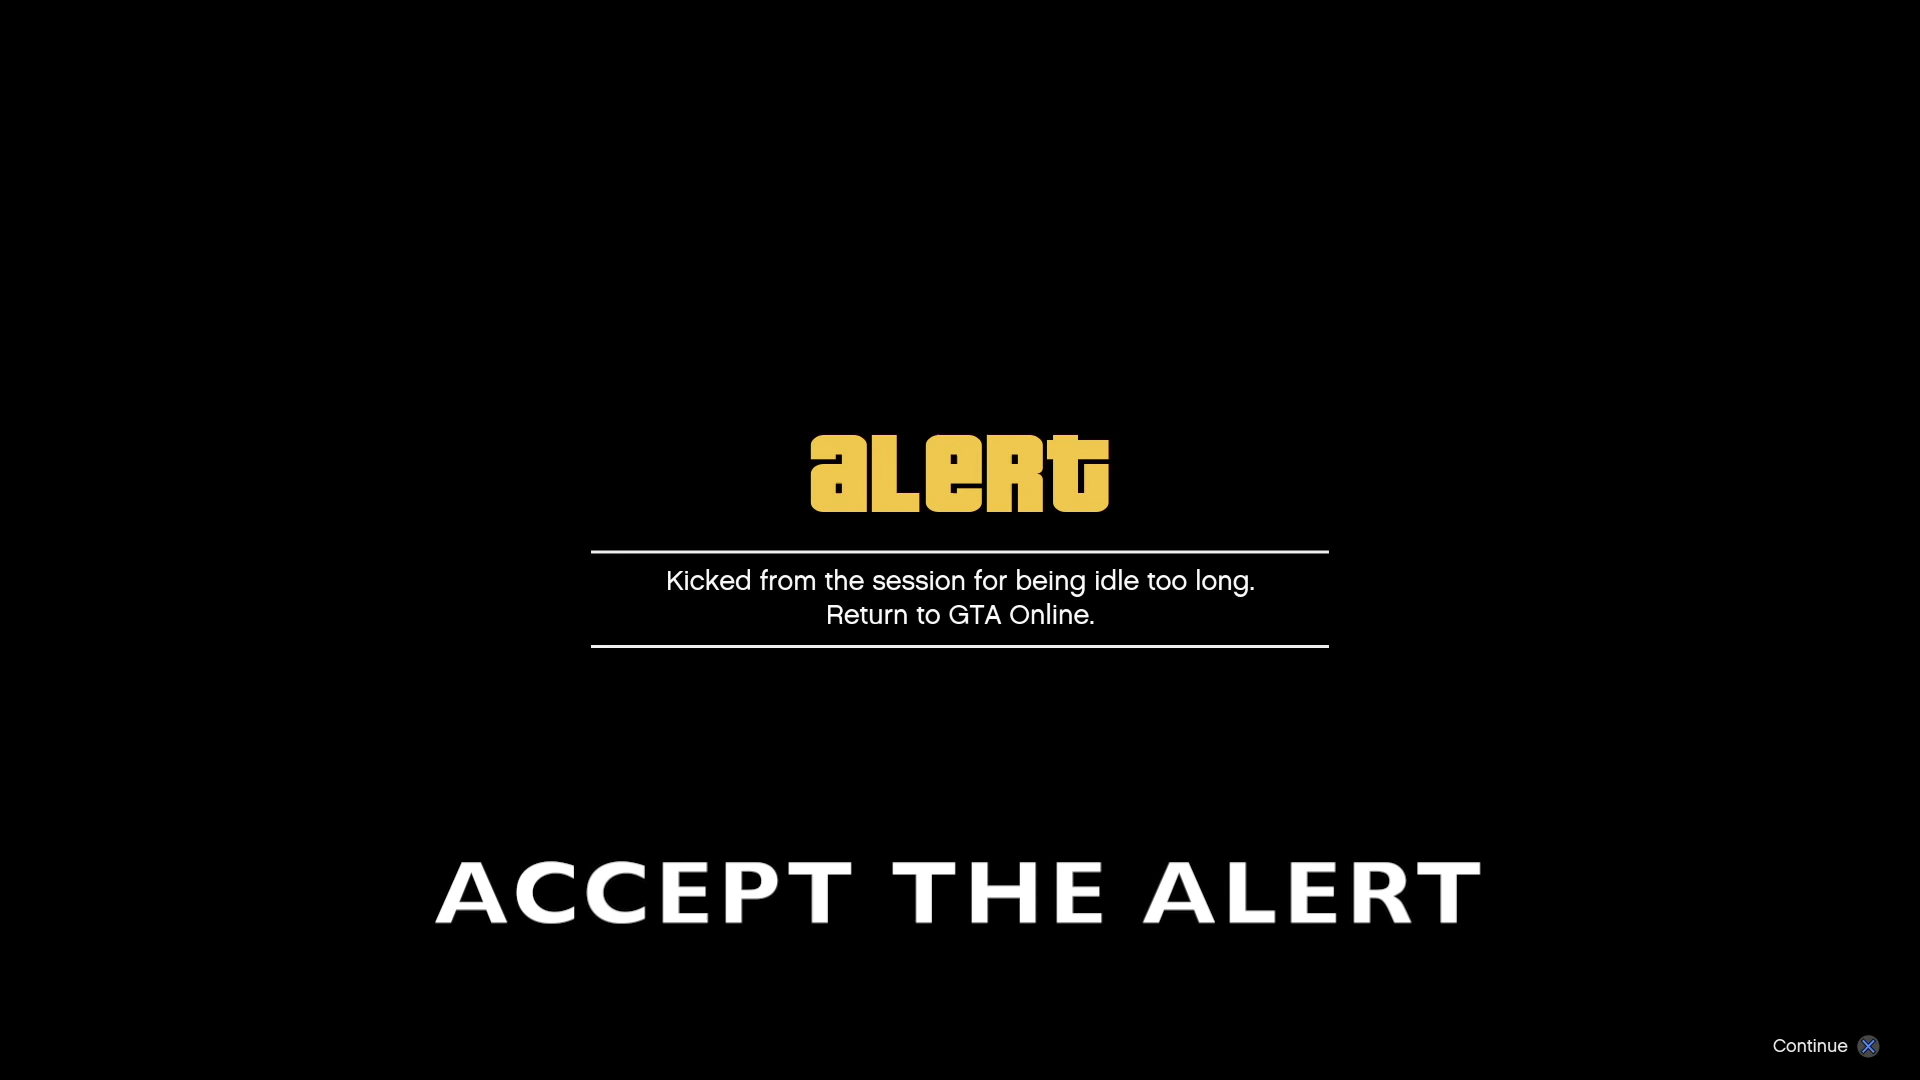 aLeRt
Kicked from the session for being idle too long.
Return to GTA Online.
ACCEPT THE ALERT
Continue